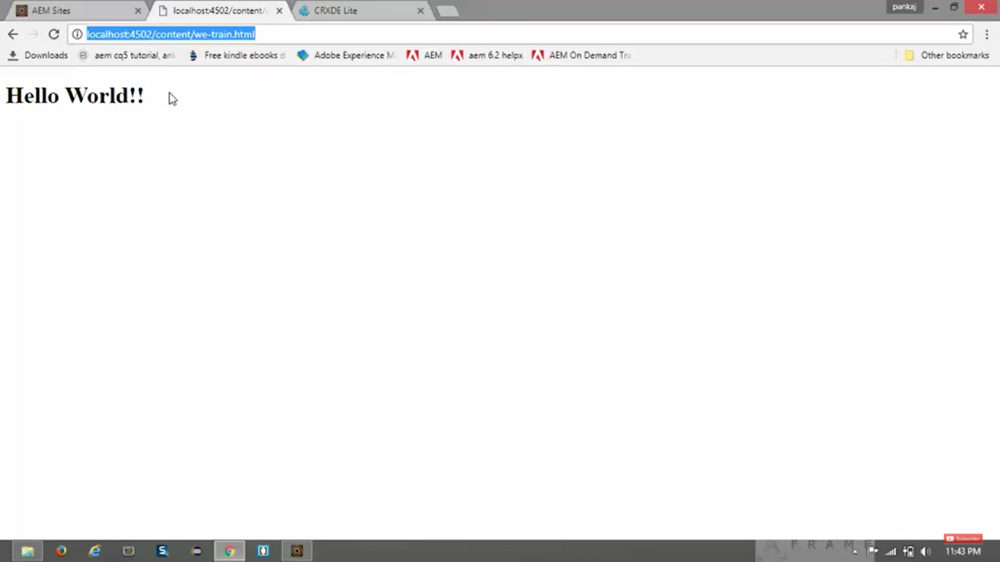 AEM Sites
localhost:4502/content/
CRXDE Lite
pankaj
localhost:4502/content/we-train.html
Downloads
aem cq5 tutorial, ank
Free kindle ebooks d
Adobe Experience M
AEM
aem 6.2 helpx
AEM On Demand Tra
Other bookmarks
Hello World!!
Subscribe
A FRAME
11:43 PM